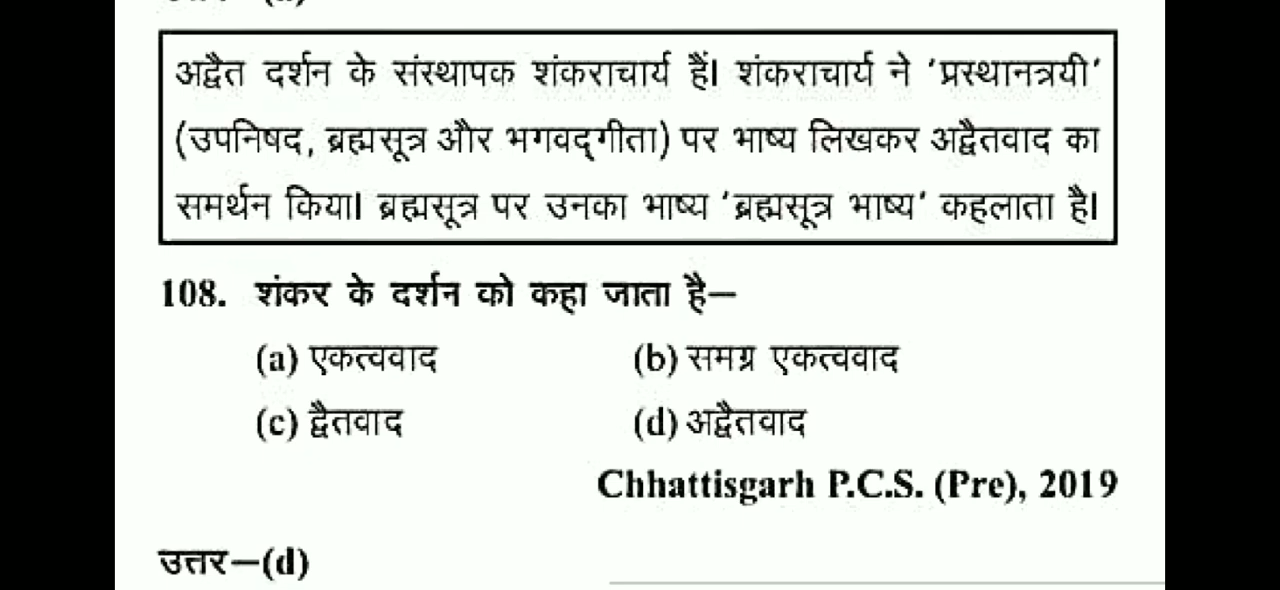 अद्वैत दर्शन के संस्थापक शंकराचार्य हैं। शंकराचार्य ने ‘प्रस्थानत्रयी’
(उपनिषद, ब्रह्मसूत्र और भगवद्गीता) पर भाष्य लिखकर अद्वैतवाद का
समर्थन किया। ब्रह्मसूत्र पर उनका भाष्य ‘ब्रह्मसूत्र भाष्य’ कहलाता है।
108. शंकर के दर्शन को कहा जाता है—
(a) एकत्ववाद (b) समग्र एकत्ववाद
(c) द्वैतवाद (d) अद्वैतवाद
Chhattisgarh P.C.S. (Pre), 2019
उत्तर—(d)